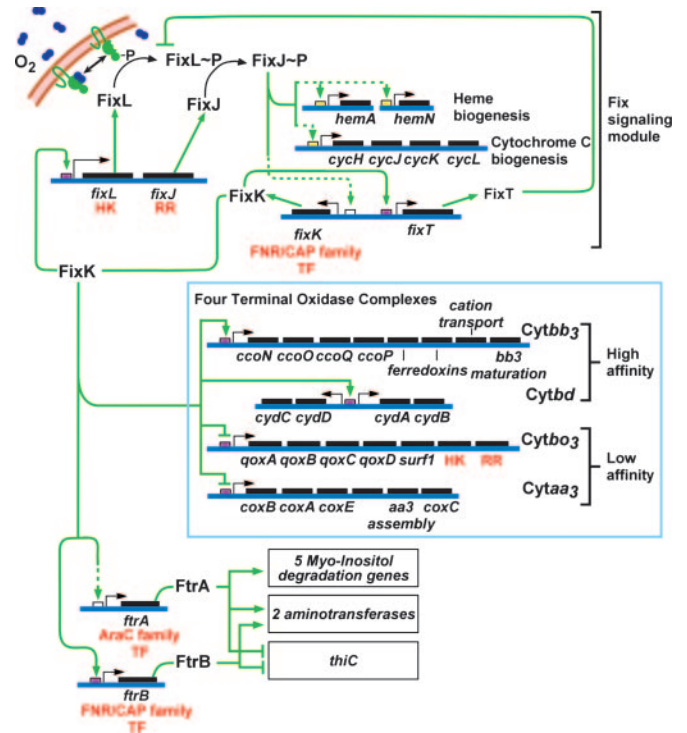 O2
-P
FixL~P
FixJ~P
FixL
FixJ
hemA
hemN
Heme
biogenesis
Fix
signaling
module
cycH cycJ cycK cycL
Cytochrome C
biogenesis
fixL
fixJ
HK
RR
FixK
FixT
fixK
fixT
FNR/CAP family
TF
FixK
Four Terminal Oxidase Complexes
cation
transport
Cytbb3
ccoN ccoO ccoQ ccoP
bb3
ferredoxins
maturation
High
affinity
Cytbd
cydC cydD
cydA cydB
Cytbo3
qoxA qoxB qoxC qoxD surf1 HK RR
Low
affinity
Cytaa3
coxB coxA coxE aa3 coxC
assembly
FtrA
5 Myo-Inositol
degradation genes
ftrA
AraC family
TF
2 aminotransferases
FtrB
thiC
ftrB
FNR/CAP family
TF